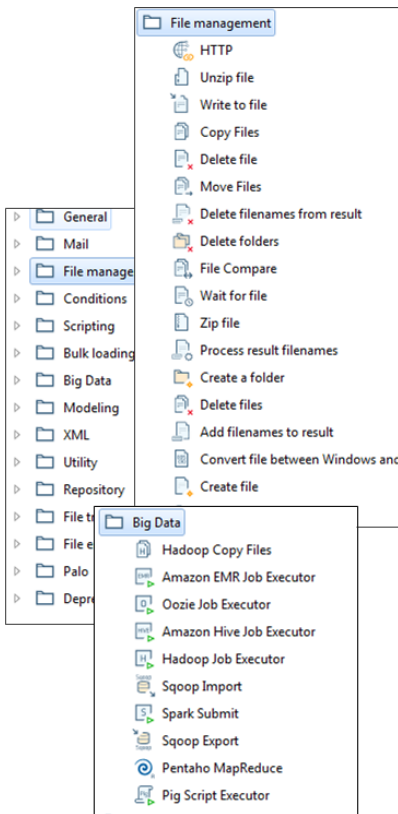 File management
HTTP
Unzip file
Write to file
Copy Files
Delete file
Move Files
Delete filenames from result
Delete folders
File Compare
Wait for file
Zip file
Process result filenames
Create a folder
Delete files
Add filenames to result
Convert file between Windows and
Create file
General
Mail
File manage
Conditions
Scripting
Bulk loading
Big Data
Modeling
XML
Utility
Repository
File t
File e
Palo
Depre
Big Data
Hadoop Copy Files
Amazon EMR Job Executor
Oozie Job Executor
Amazon Hive Job Executor
Hadoop Job Executor
Sqoop Import
Spark Submit
Sqoop Export
Pentaho MapReduce
Pig Script Executor